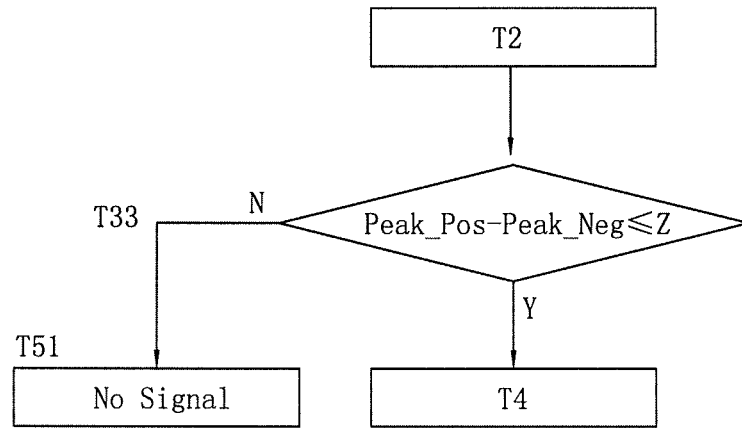 T2
T33
N
Peak_Pos-Peak_Neg≤Z
Y
T51
No Signal
T4